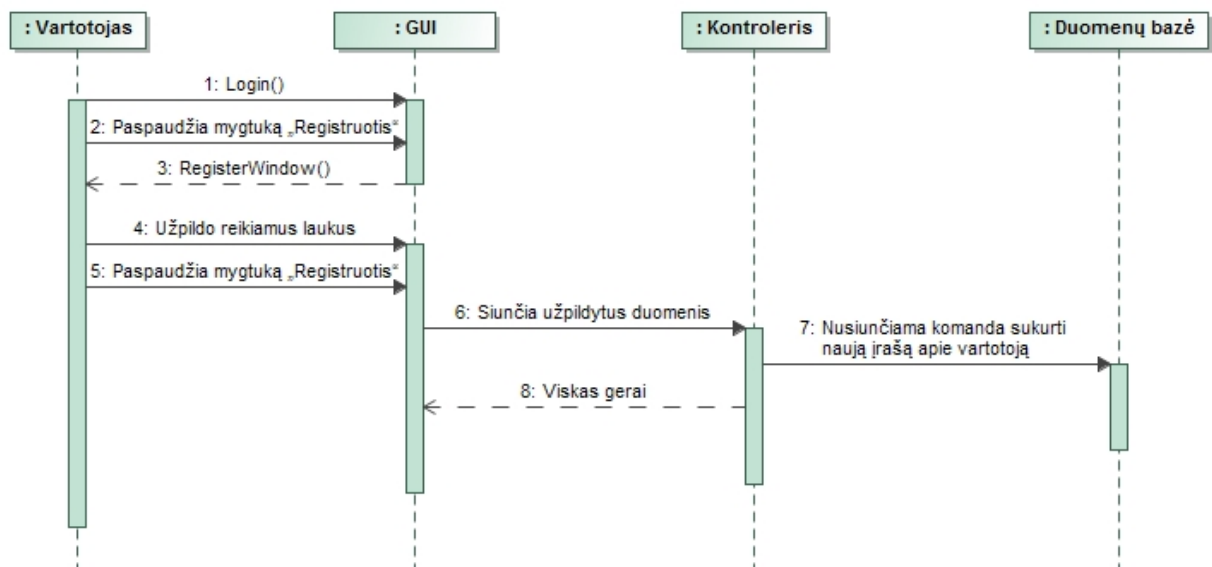 : Vartotojas
: GUI
: Kontroleris
: Duomenų bazė
1: Login()
2: Paspaudžia mygtuką „Registruotis“
3: RegisterWindow()
4: Užpildo reikiamus laukus
5: Paspaudžia mygtuką „Registruotis“
6: Siunčia užpildytus duomenis
7: Nusiunčiama komanda sukurti
naują įrašą apie vartotoją
8: Viskas gerai